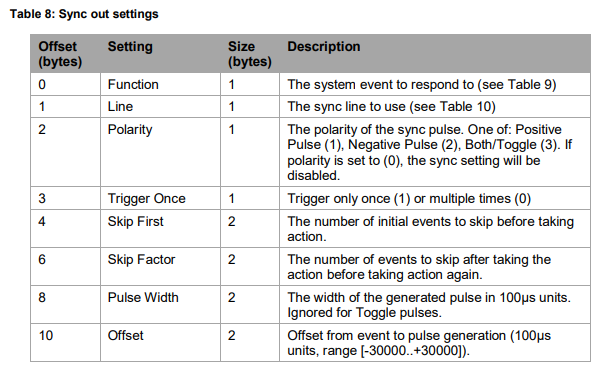 Table 8: Sync out settings
Offset (bytes) Setting Size (bytes) Description
0 Function 1 The system event to respond to (see Table 9)
1 Line 1 The sync line to use (see Table 10)
2 Polarity 1 The polarity of the sync pulse. One of: Positive
Pulse (1), Negative Pulse (2), Both/Toggle (3). If
polarity is set to (0), the sync setting will be
disabled.
3 Trigger Once 1 Trigger only once (1) or multiple times (0)
4 Skip First 2 The number of initial events to skip before taking
action.
6 Skip Factor 2 The number of events to skip after taking the
action before taking action again.
8 Pulse Width 2 The width of the generated pulse in 100µs units.
Ignored for Toggle pulses.
10 Offset 2 Offset from event to pulse generation (100µs
units, range [-30000..+30000]).